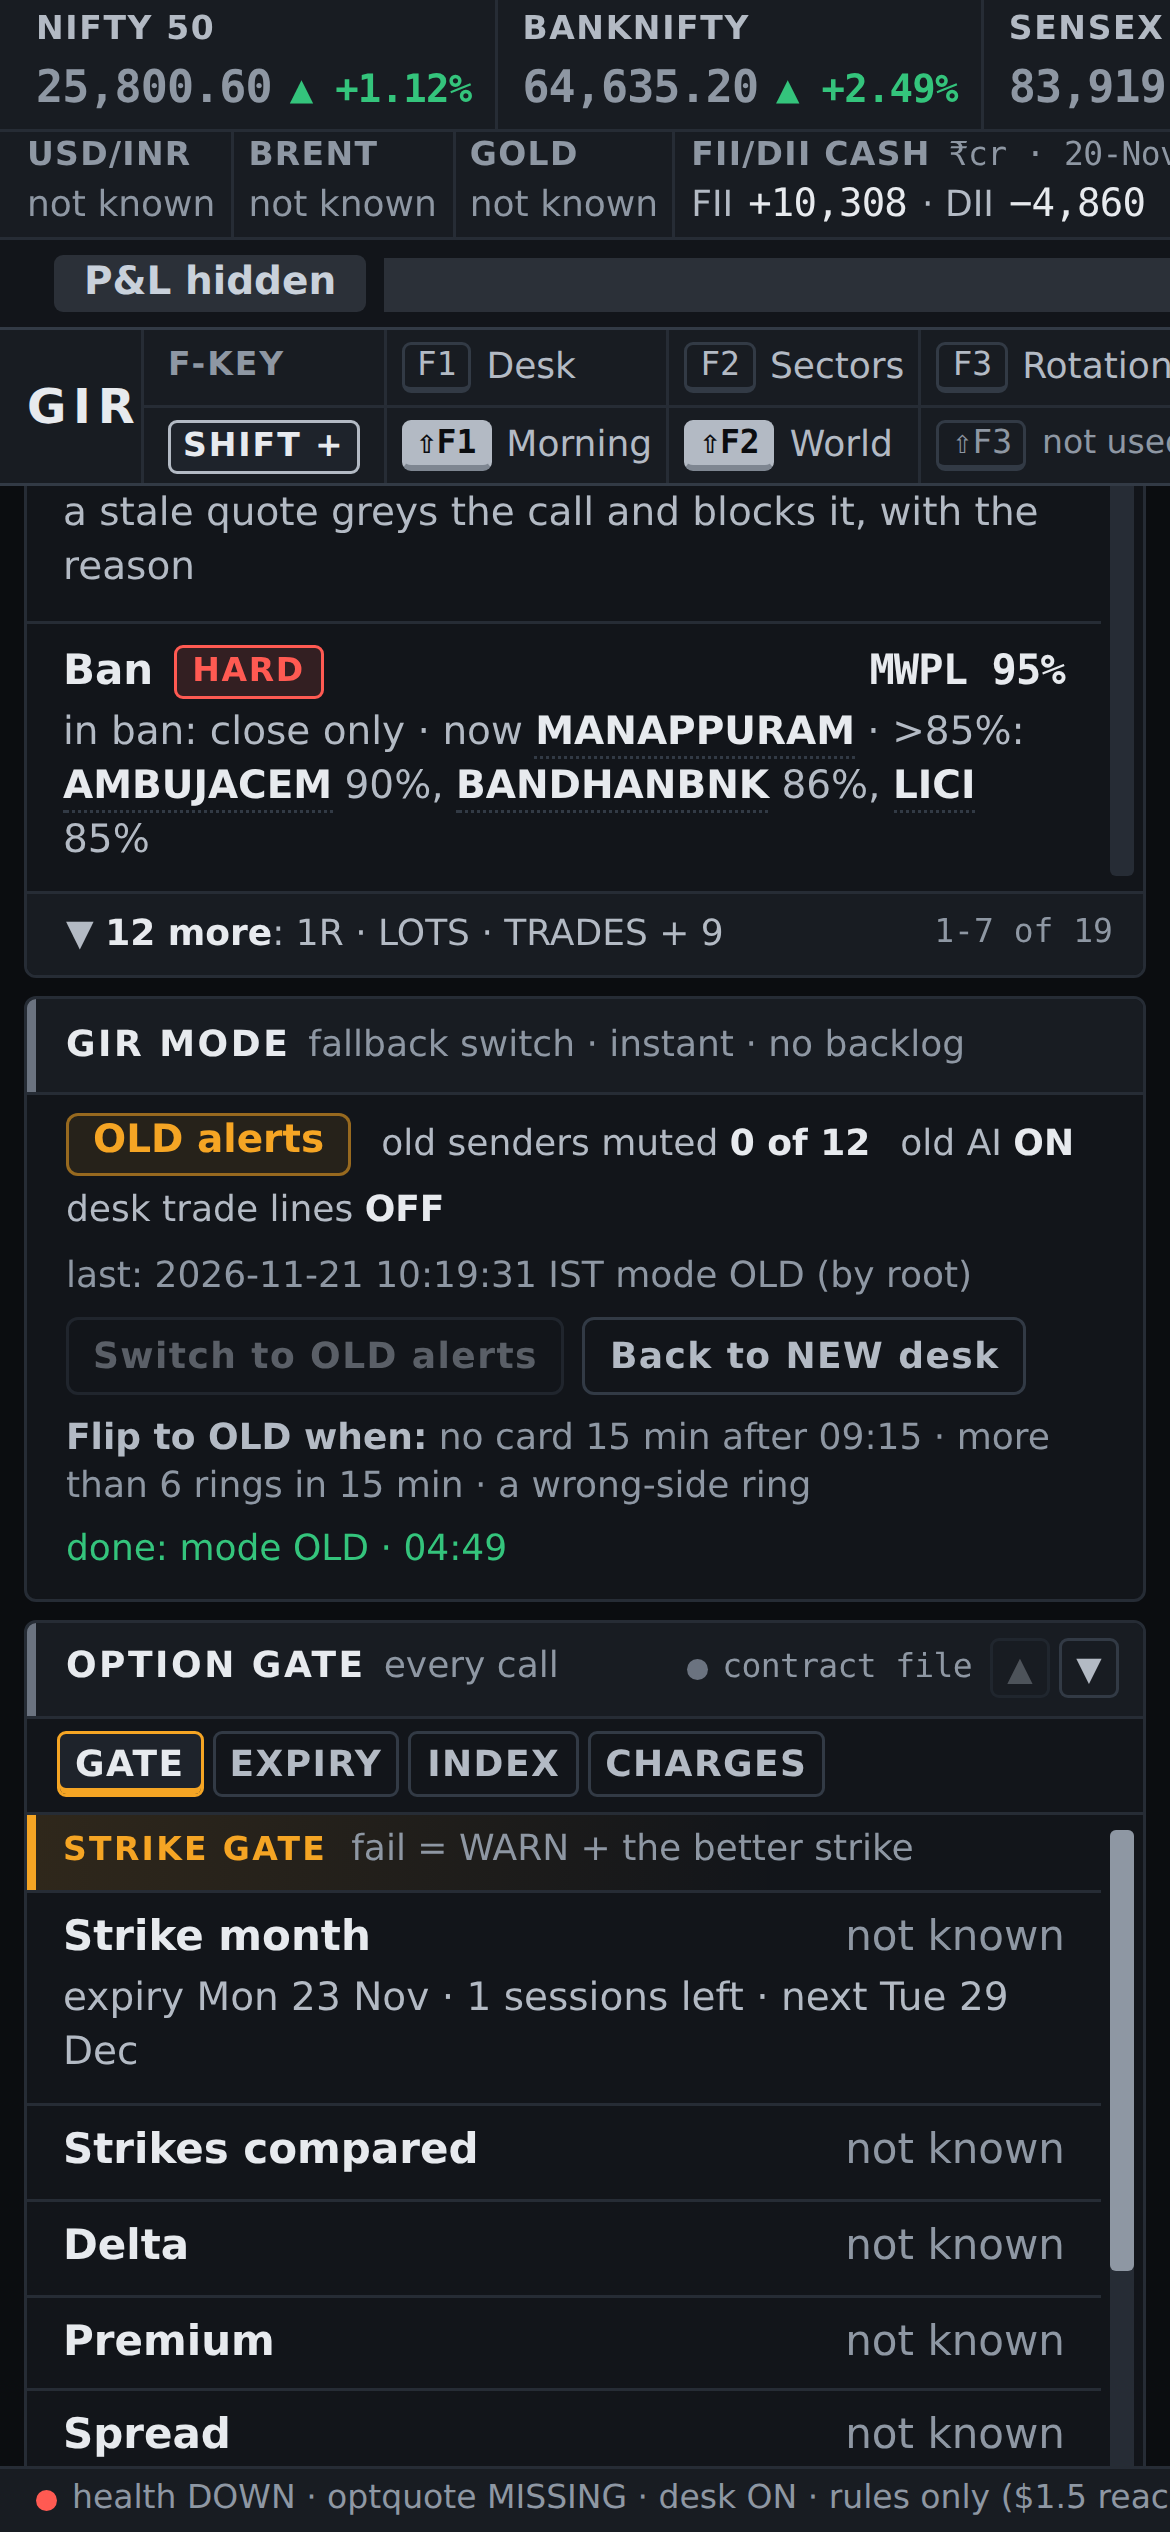 NIFTY 50 BANKNIFTY SENSEX
25,800.60 ▲ +1.12% 64,635.20 ▲ +2.49% 83,919
USD/INR BRENT GOLD FII/DII CASH ₹cr · 20-Nov
not known not known not known FII +10,308 · DII −4,860
P&L hidden
GIR
F-KEY F1 Desk F2 Sectors F3 Rotation
SHIFT + ⇧F1 Morning ⇧F2 World ⇧F3 not used
a stale quote greys the call and blocks it, with the
reason
Ban HARD MWPL 95%
in ban: close only · now MANAPPURAM · >85%:
AMBUJACEM 90%, BANDHANBNK 86%, LICI
85%
▼ 12 more: 1R · LOTS · TRADES + 9 1-7 of 19
GIR MODE fallback switch · instant · no backlog
OLD alerts old senders muted 0 of 12 old AI ON
desk trade lines OFF
last: 2026-11-21 10:19:31 IST mode OLD (by root)
Switch to OLD alerts Back to NEW desk
Flip to OLD when: no card 15 min after 09:15 · more
than 6 rings in 15 min · a wrong-side ring
done: mode OLD · 04:49
OPTION GATE every call ● contract file ▲ ▼
GATE EXPIRY INDEX CHARGES
STRIKE GATE fail = WARN + the better strike
Strike month not known
expiry Mon 23 Nov · 1 sessions left · next Tue 29
Dec
Strikes compared not known
Delta not known
Premium not known
Spread not known
● health DOWN · optquote MISSING · desk ON · rules only ($1.5 reac